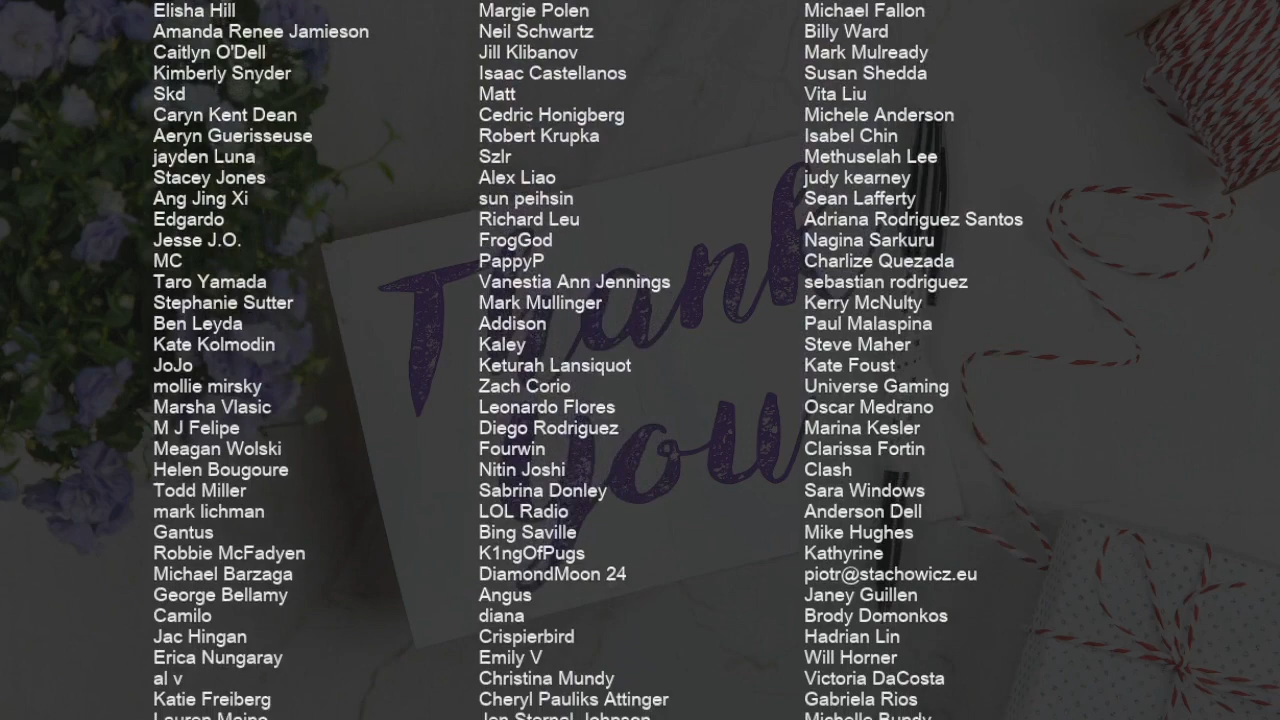 Elisha Hill
Amanda Renee Jamieson
Caitlyn O'Dell
Kimberly Snyder
Skd
Caryn Kent Dean
Aeryn Guerisseuse
jayden Luna
Stacey Jones
Ang Jing Xi
Edgardo
Jesse J.O.
MC
Taro Yamada
Stephanie Sutter
Ben Leyda
Kate Kolmodin
JoJo
mollie mirsky
Marsha Vlasic
M J Felipe
Meagan Wolski
Helen Bougoure
Todd Miller
mark lichman
Gantus
Robbie McFadyen
Michael Barzaga
George Bellamy
Camilo
Jac Hingan
Erica Nungaray
al v
Katie Freiberg
Margie Polen
Neil Schwartz
Jill Klibanov
Isaac Castellanos
Matt
Cedric Honigberg
Robert Krupka
Szlr
Alex Liao
sun peihsin
Richard Leu
FrogGod
PappyP
Vanestia Ann Jennings
Mark Mullinger
Addison
Kaley
Keturah Lansiquot
Zach Corio
Leonardo Flores
Diego Rodriguez
Fourwin
Nitin Joshi
Sabrina Donley
LOL Radio
Bing Saville
K1ngOfPugs
DiamondMoon 24
Angus
diana
Crispierbird
Emily V
Christina Mundy
Cheryl Pauliks Attinger
Michael Fallon
Billy Ward
Mark Mulready
Susan Shedda
Vita Liu
Michele Anderson
Isabel Chin
Methuselah Lee
judy kearney
Sean Lafferty
Adriana Rodriguez Santos
Nagina Sarkuru
Charlize Quezada
sebastian rodriguez
Kerry McNulty
Paul Malaspina
Steve Maher
Kate Foust
Universe Gaming
Oscar Medrano
Marina Kesler
Clarissa Fortin
Clash
Sara Windows
Anderson Dell
Mike Hughes
Kathyrine
piotr@stachowicz.eu
Janey Guillen
Brody Domonkos
Hadrian Lin
Will Horner
Victoria DaCosta
Gabriela Rios
Thank
you